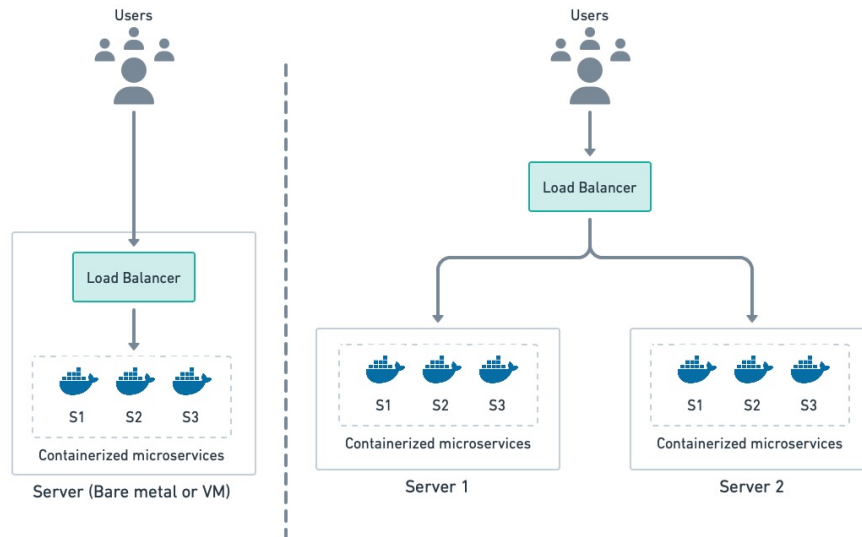 Users
Load Balancer
S1 S2 S3
Containerized microservices
Server (Bare metal or VM)
Users
Load Balancer
S1 S2 S3
Containerized microservices
Server 1
S1 S2 S3
Containerized microservices
Server 2